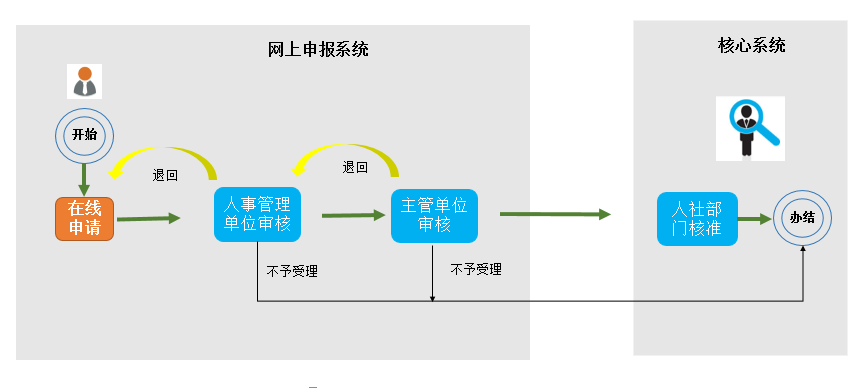 网上申报系统
核心系统
开始
退回
退回
在线
申请
人事管理
单位审核
主管单位
审核
人社部
门核准
办结
不予受理
不予受理